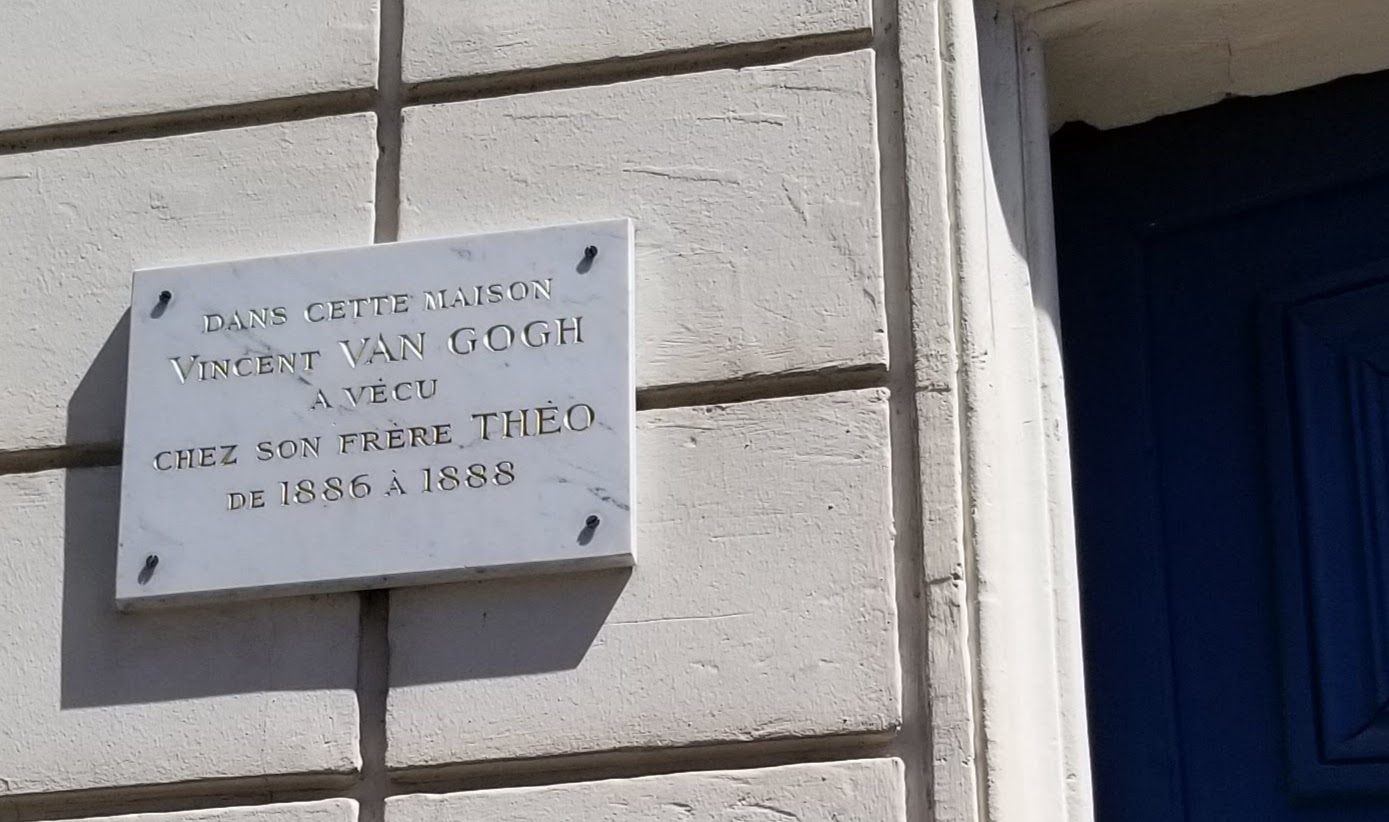 DANS CETTE MAISON
VINCENT VAN GOGH
A VÉCU
CHEZ SON FRÈRE THÉO
DE 1886 À 1888